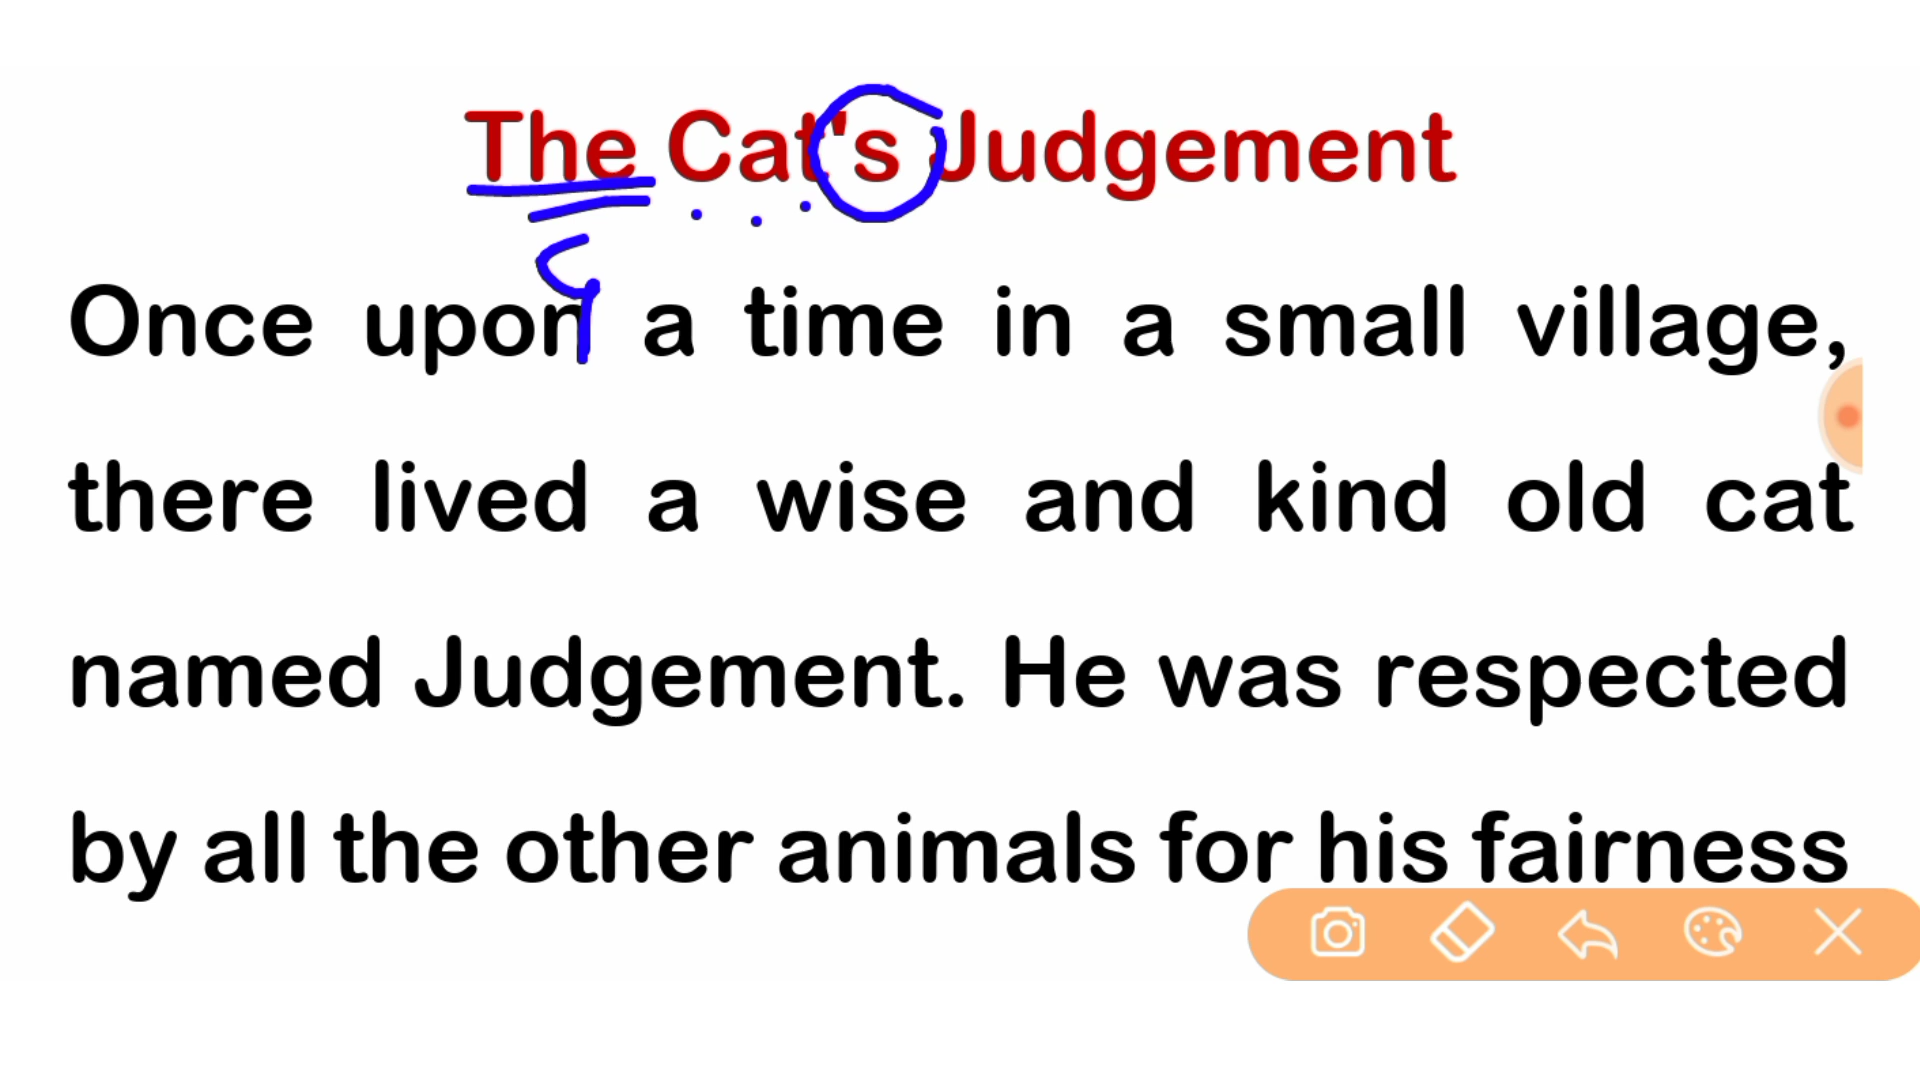 The Cat's Judgement
Once upon a time in a small village,
there lived a wise and kind old cat
named Judgement. He was respected
by all the other animals for his fairness